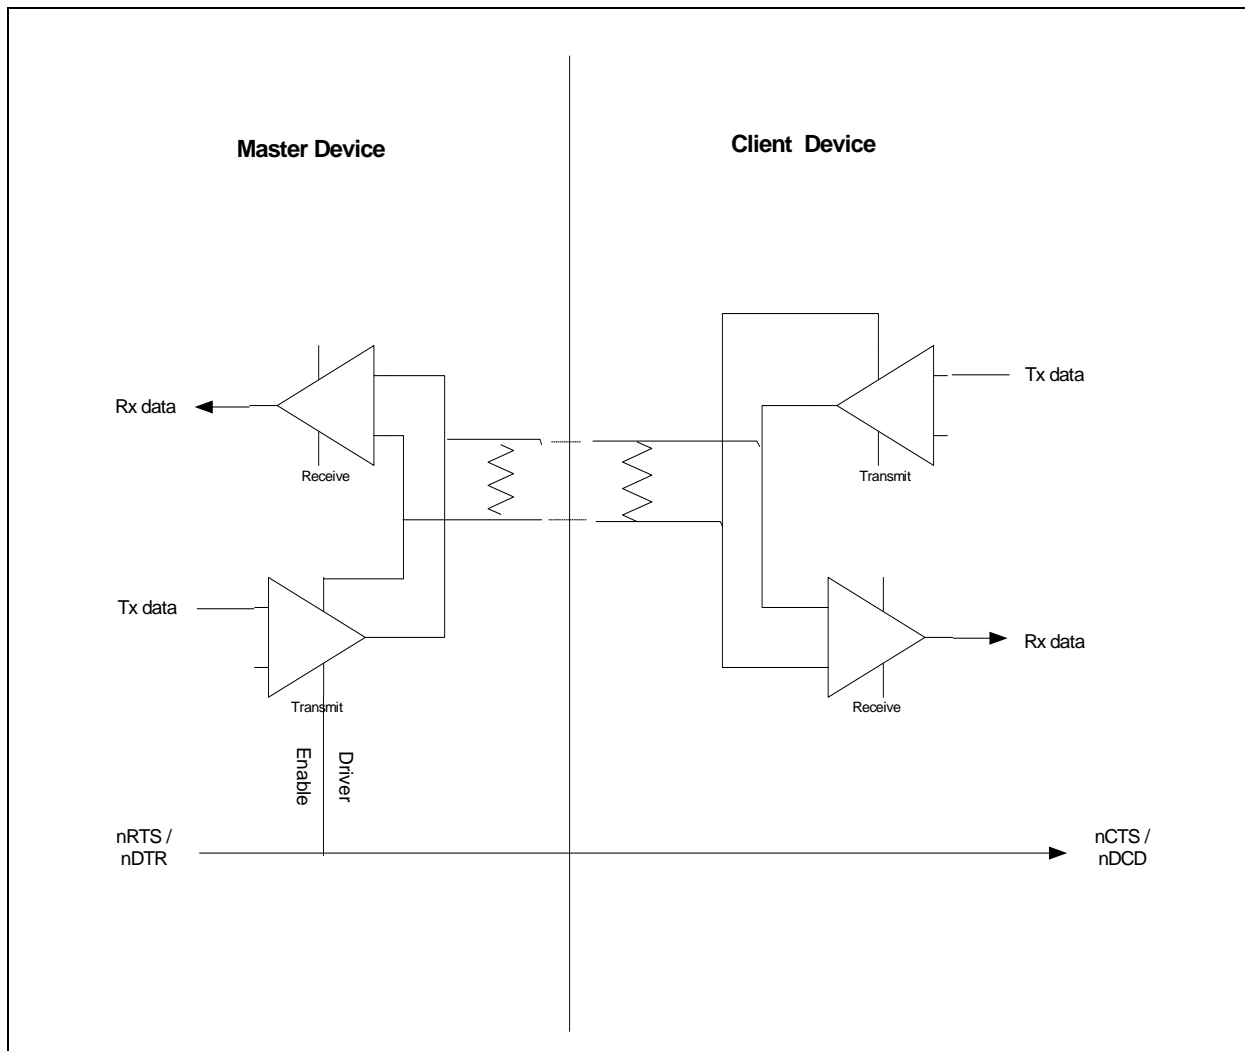 Master Device
Client Device
Rx data
Receive
Tx data
Transmit
Tx data
Transmit
Rx data
Receive
Enable
Driver
nRTS /
nDTR
nCTS /
nDCD